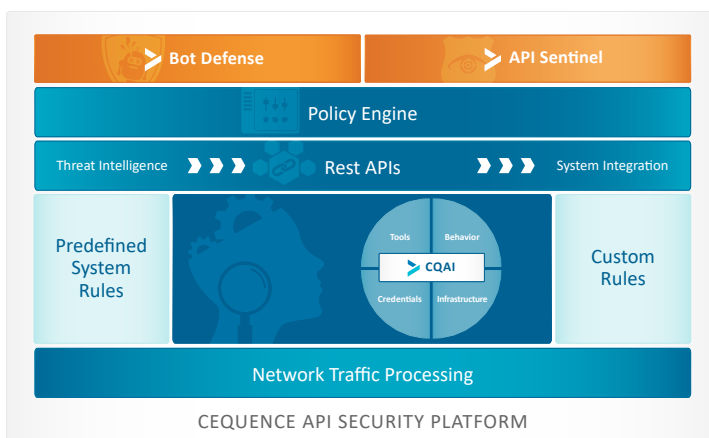 Bot Defense
API Sentinel
Policy Engine
Threat Intelligence
Rest APIs
System Integration
Predefined
System
Rules
Tools
Behavior
CQAI
Credentials
Infrastructure
Custom
Rules
Network Traffic Processing
CEQUENCE API SECURITY PLATFORM